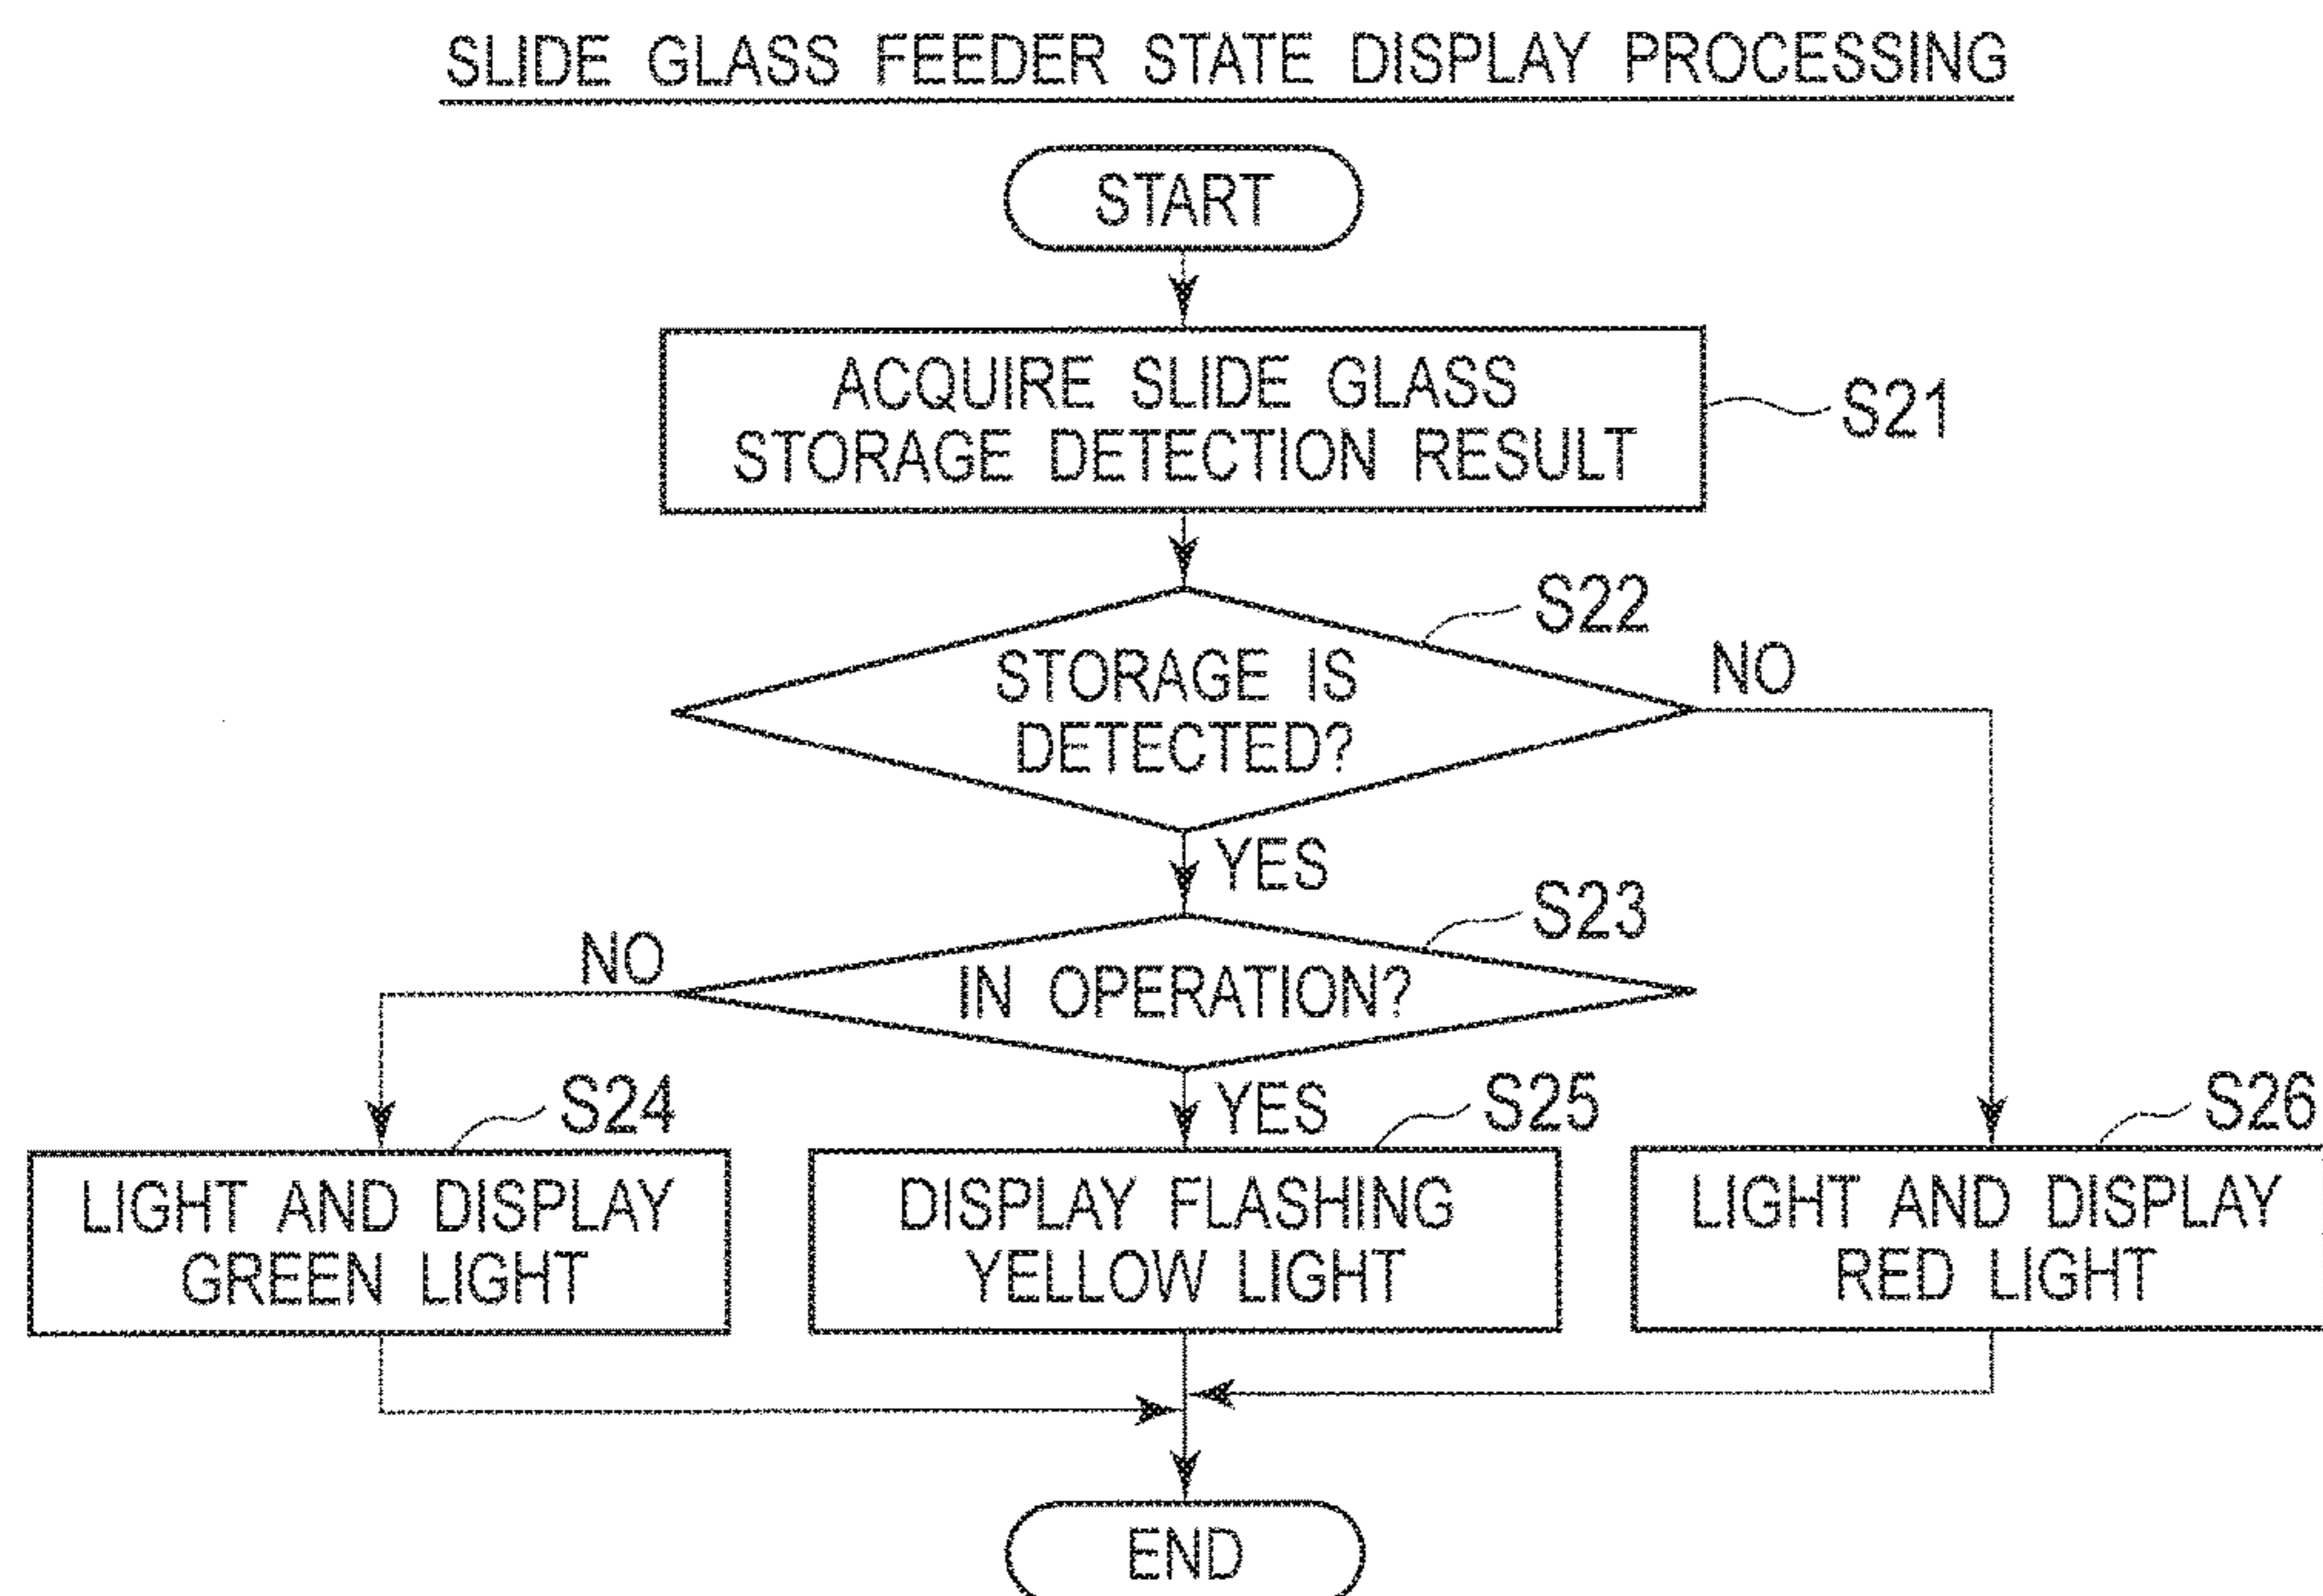 SLIDE GLASS FEEDER STATE DISPLAY PROCESSING
START
ACQUIRE SLIDE GLASS
STORAGE DETECTION RESULT
S21
S22
STORAGE IS
DETECTED?
NO
YES
S23
NO
IN OPERATION?
YES
S24
LIGHT AND DISPLAY
GREEN LIGHT
S25
DISPLAY FLASHING
YELLOW LIGHT
S26
LIGHT AND DISPLAY
RED LIGHT
END